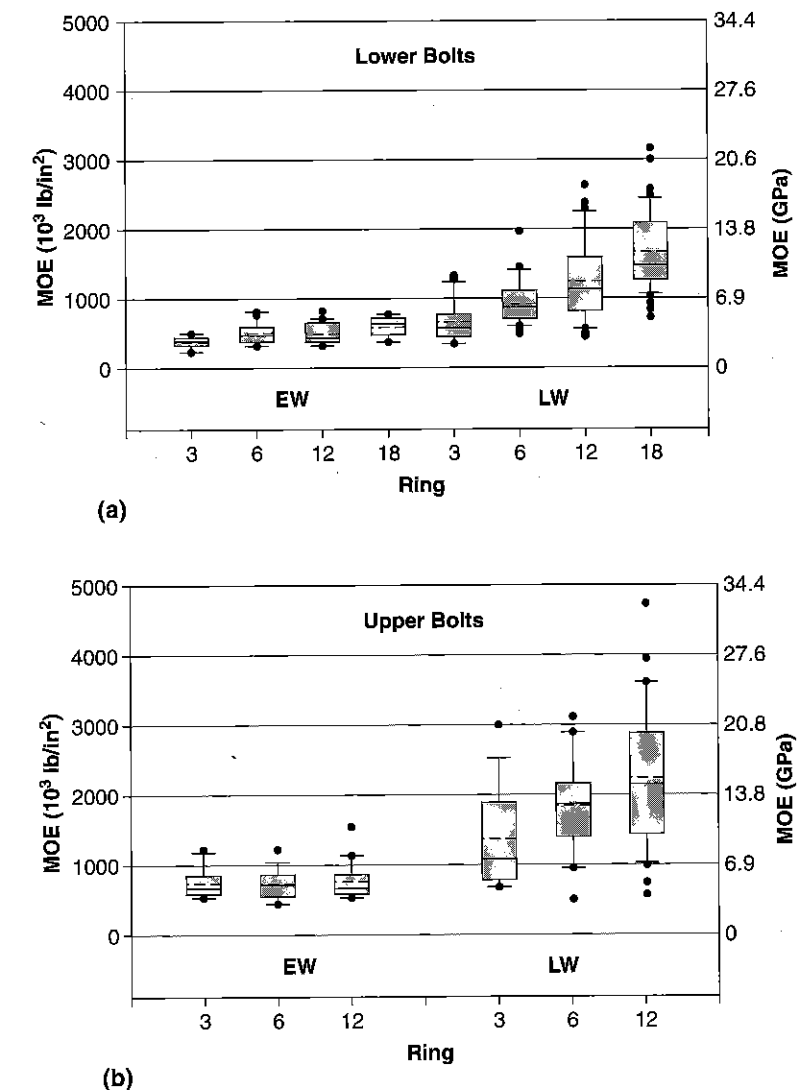 Lower Bolts
MOE (10³ lb/in²)
5000
4000
3000
2000
1000
0
34.4
27.6
20.6
13.8
6.9
0
MOE (GPa)
EW LW
3 6 12 18 3 6 12 18
Ring
(a)
Upper Bolts
MOE (10³ lb/in²)
5000
4000
3000
2000
1000
0
34.4
27.6
20.8
13.8
6.9
0
MOE (GPa)
EW LW
3 6 12 3 6 12
Ring
(b)